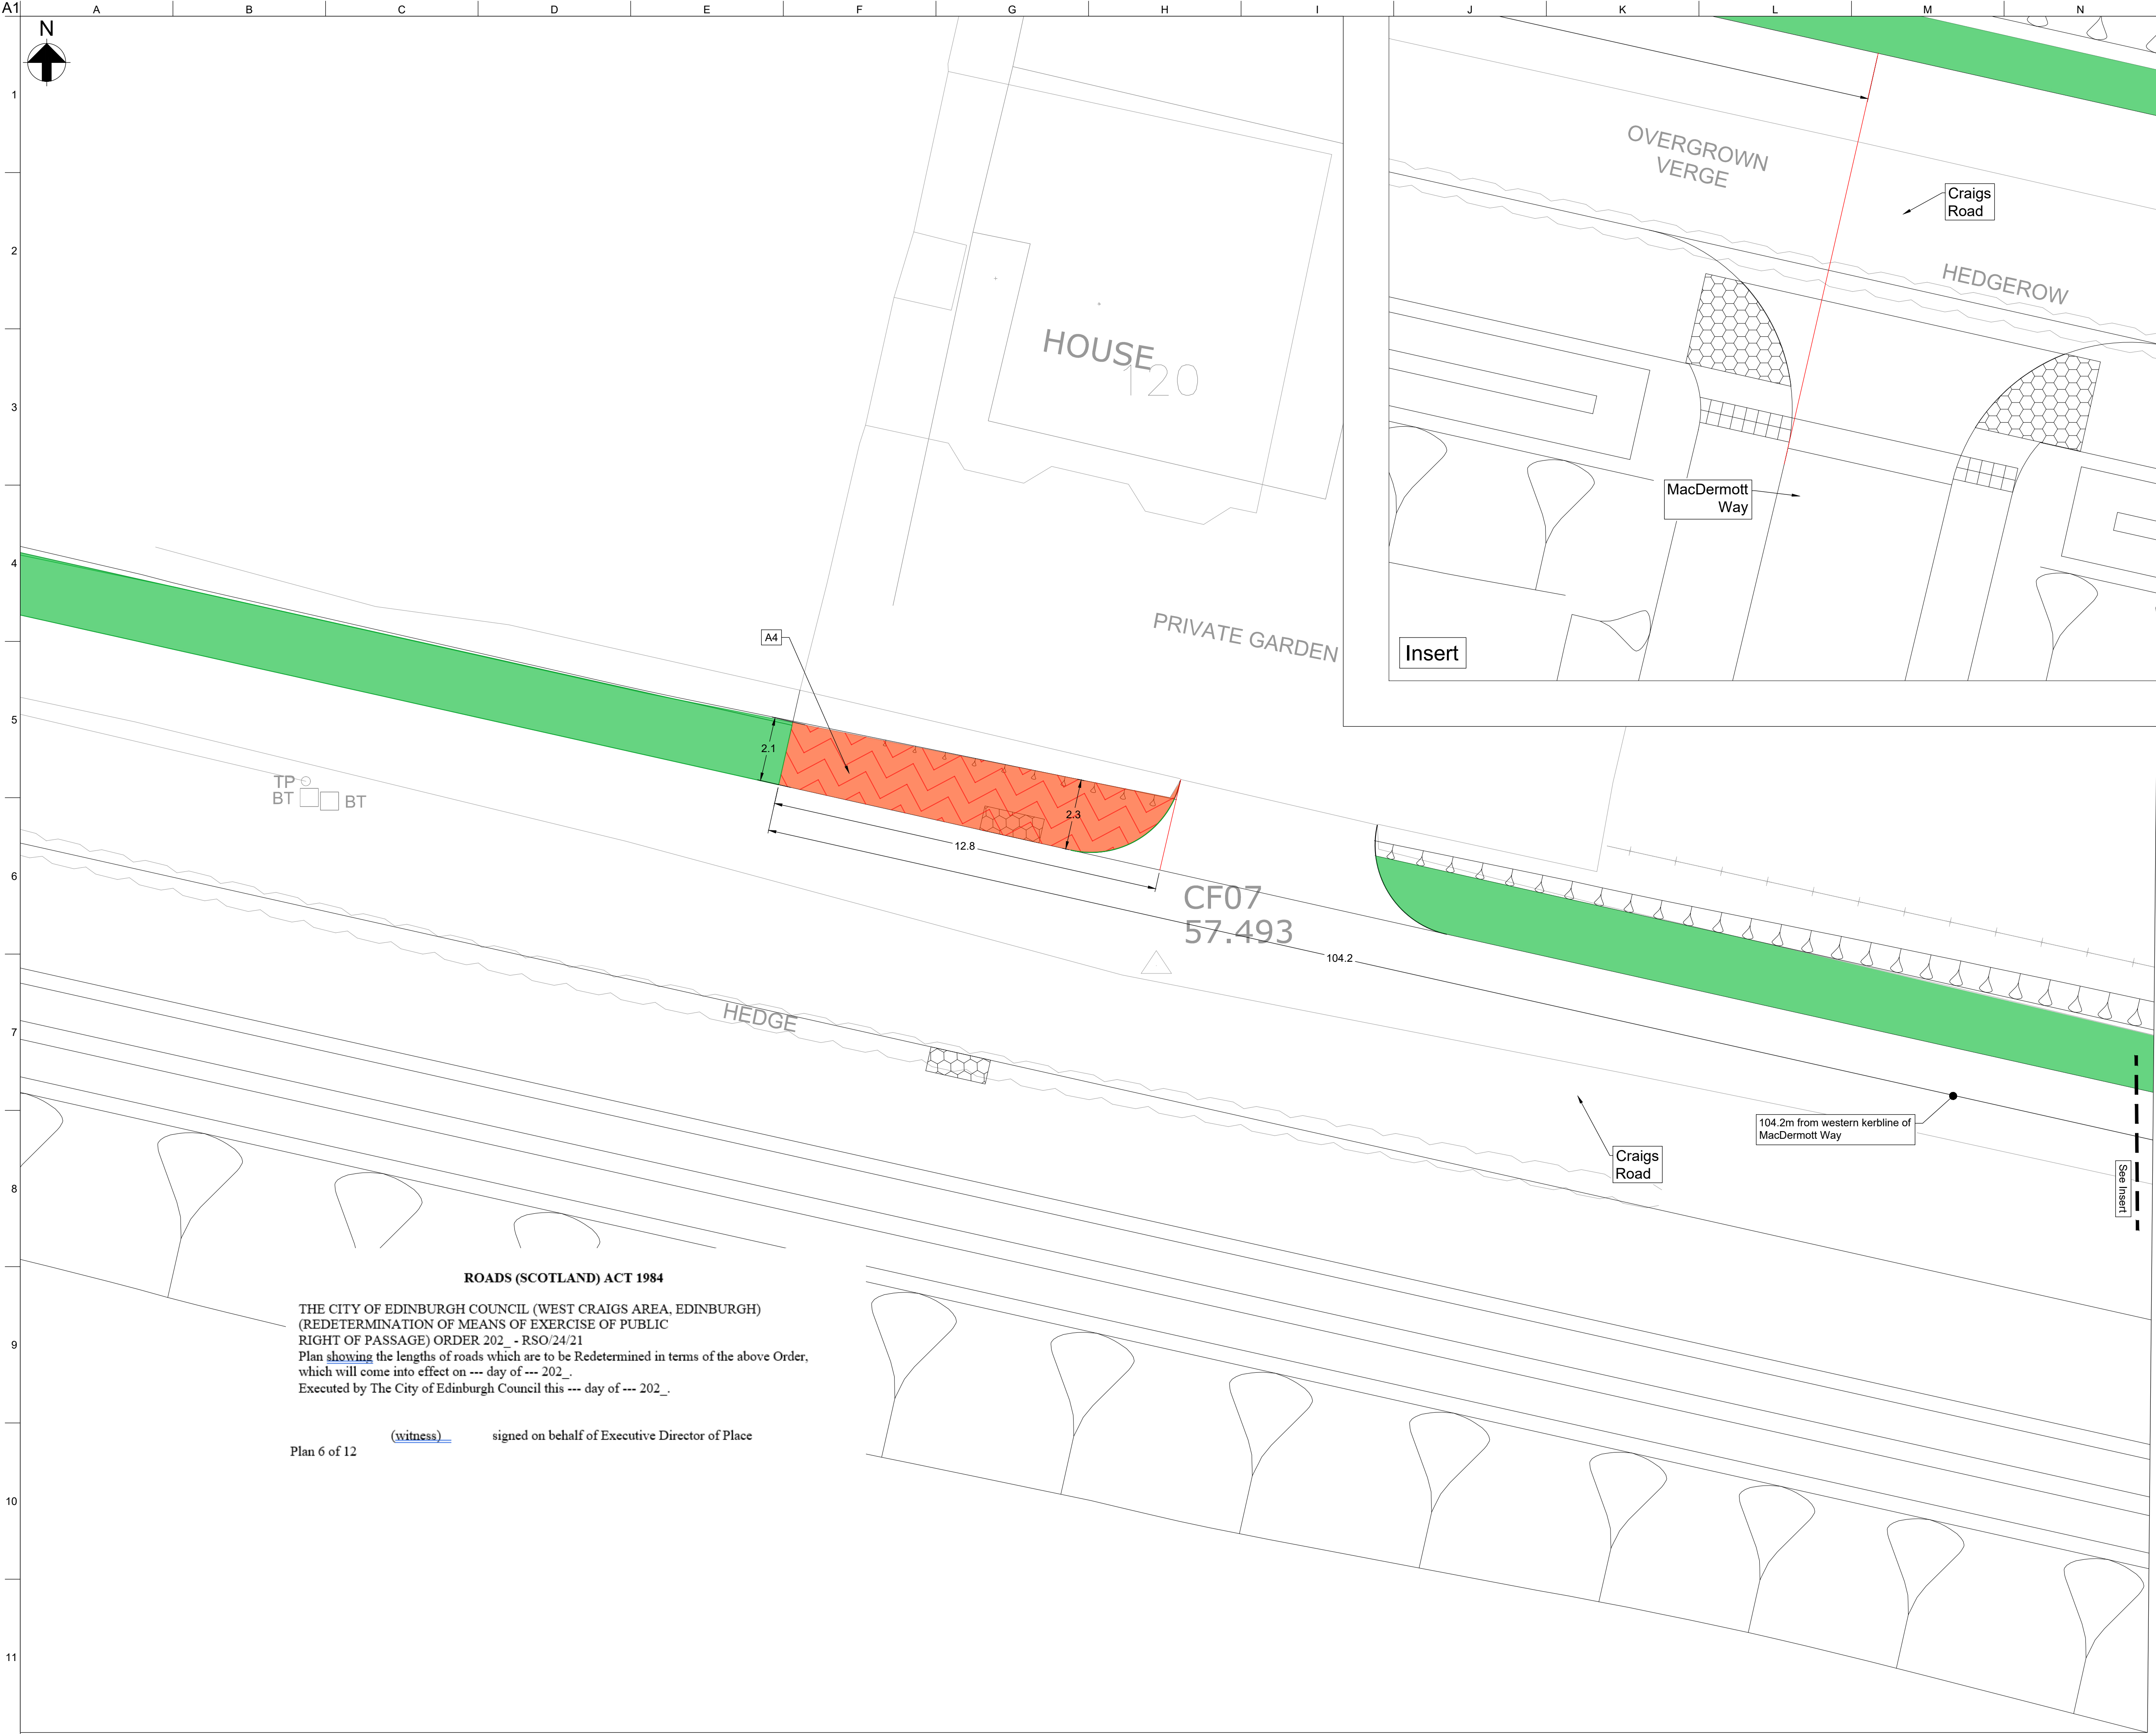 A1
A B C D E F G H I J K L M N
N
1
2
3
4
5
6
7
8
9
10
11
OVERGROWN
VERGE
Craigs
Road
HEDGEROW
MacDermott
Way
Insert
HOUSE
120
PRIVATE GARDEN
A4
2.1
2.3
12.8
TP
BT
BT
CF07
57.493
104.2
HEDGE
104.2m from western kerbline of
MacDermott Way
Craigs
Road
See Insert
ROADS (SCOTLAND) ACT 1984
THE CITY OF EDINBURGH COUNCIL (WEST CRAIGS AREA, EDINBURGH)
(REDETERMINATION OF MEANS OF EXERCISE OF PUBLIC
RIGHT OF PASSAGE) ORDER 202_ - RSO/24/21
Plan showing the lengths of roads which are to be Redetermined in terms of the above Order,
which will come into effect on --- day of --- 202_.
Executed by The City of Edinburgh Council this --- day of --- 202_.
(witness) signed on behalf of Executive Director of Place
Plan 6 of 12